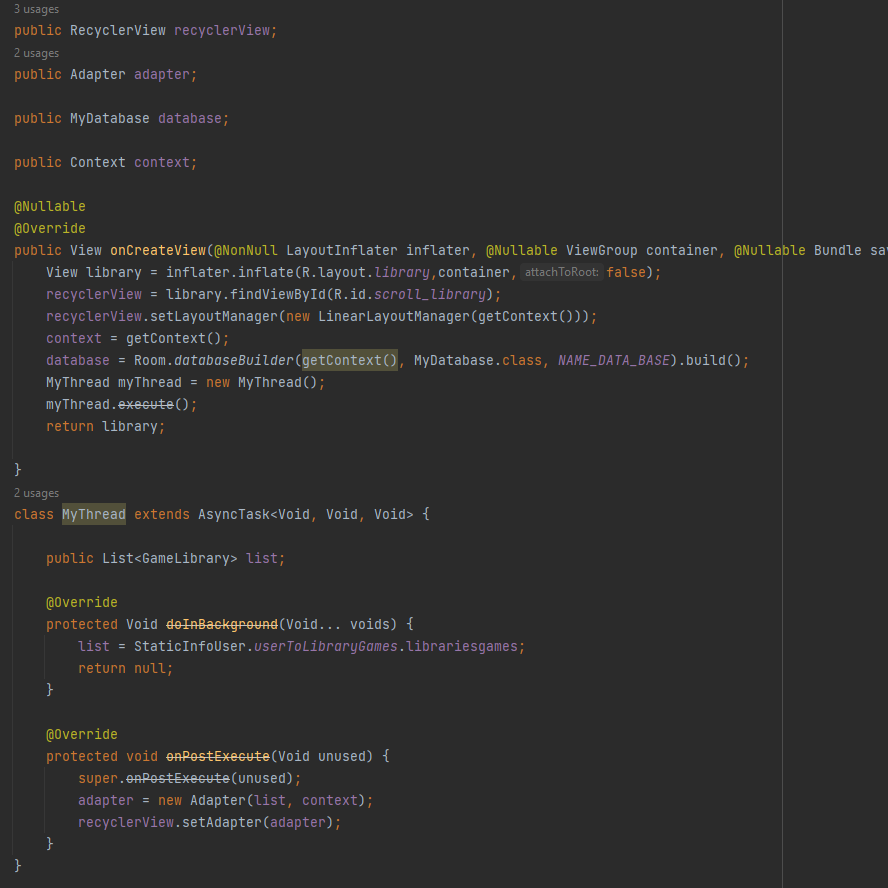 3 usages
public RecyclerView recyclerView;
2 usages
public Adapter adapter;
public MyDatabase database;
public Context context;
@Nullable
@Override
public View onCreateView(@NonNull LayoutInflater inflater, @Nullable ViewGroup container, @Nullable Bundle sav
View library = inflater.inflate(R.layout.library,container, attachToRoot: false);
recyclerView = library.findViewById(R.id.scroll_library);
recyclerView.setLayoutManager(new LinearLayoutManager(getContext()));
context = getContext();
database = Room.databaseBuilder(getContext(), MyDatabase.class, NAME_DATA_BASE).build();
MyThread myThread = new MyThread();
myThread.execute();
return library;
}
2 usages
class MyThread extends AsyncTask<Void, Void, Void> {
public List<GameLibrary> list;
@Override
protected Void doInBackground(Void... voids) {
list = StaticInfoUser.userToLibraryGames.librariesgames;
return null;
}
@Override
protected void onPostExecute(Void unused) {
super.onPostExecute(unused);
adapter = new Adapter(list, context);
recyclerView.setAdapter(adapter);
}
}